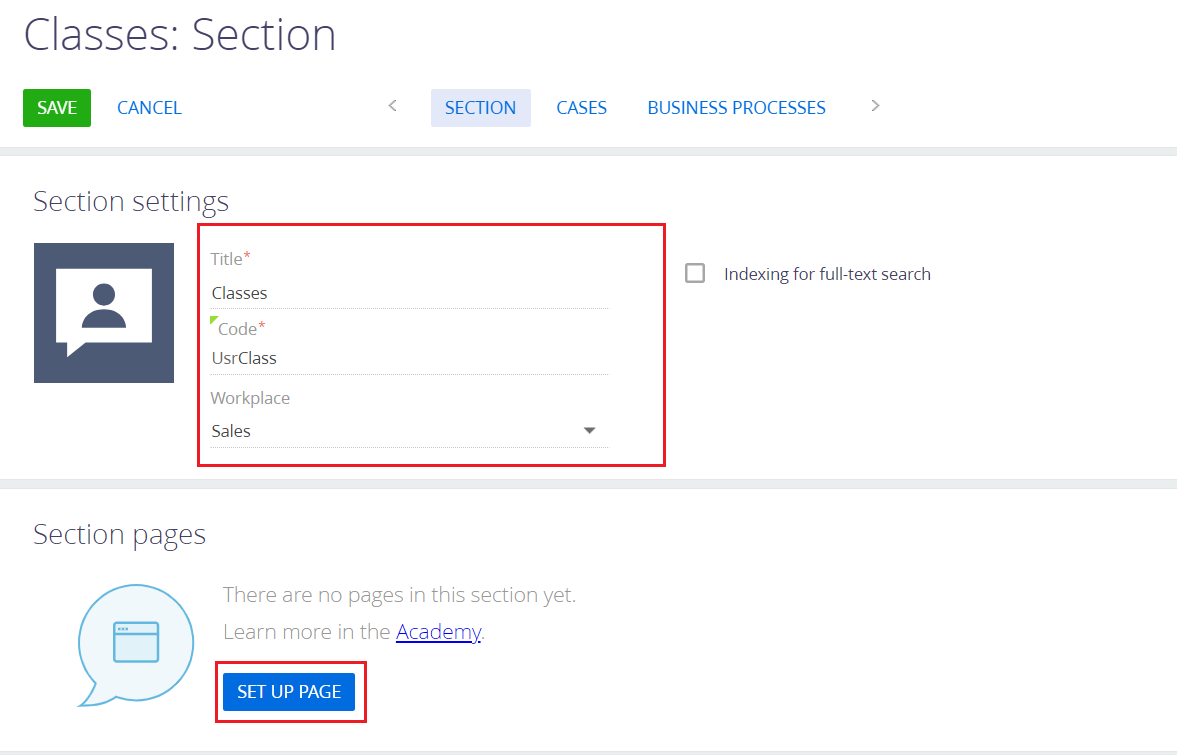 Classes: Section
SAVE CANCEL < SECTION CASES BUSINESS PROCESSES >
Section settings
Title*
Classes
Code*
UsrClass
Workplace
Sales
Indexing for full-text search
Section pages
There are no pages in this section yet.
Learn more in the Academy.
SET UP PAGE